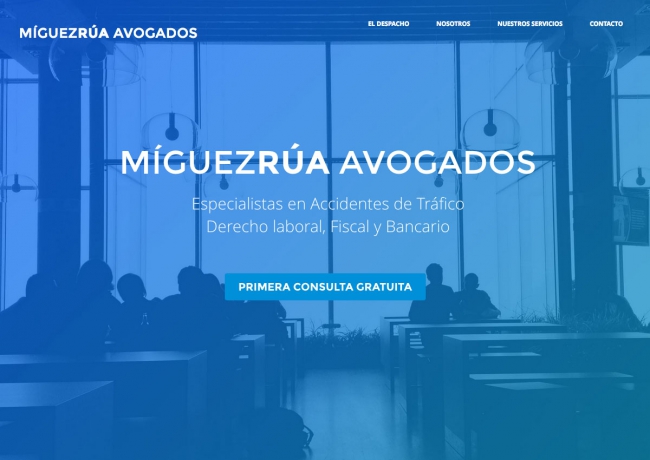 MÍGUEZRÚA AVOGADOS
EL DESPACHO NOSOTROS NUESTROS SERVICIOS CONTACTO
MÍGUEZRÚA AVOGADOS
Especialistas en Accidentes de Tráfico
Derecho laboral, Fiscal y Bancario
PRIMERA CONSULTA GRATUITA